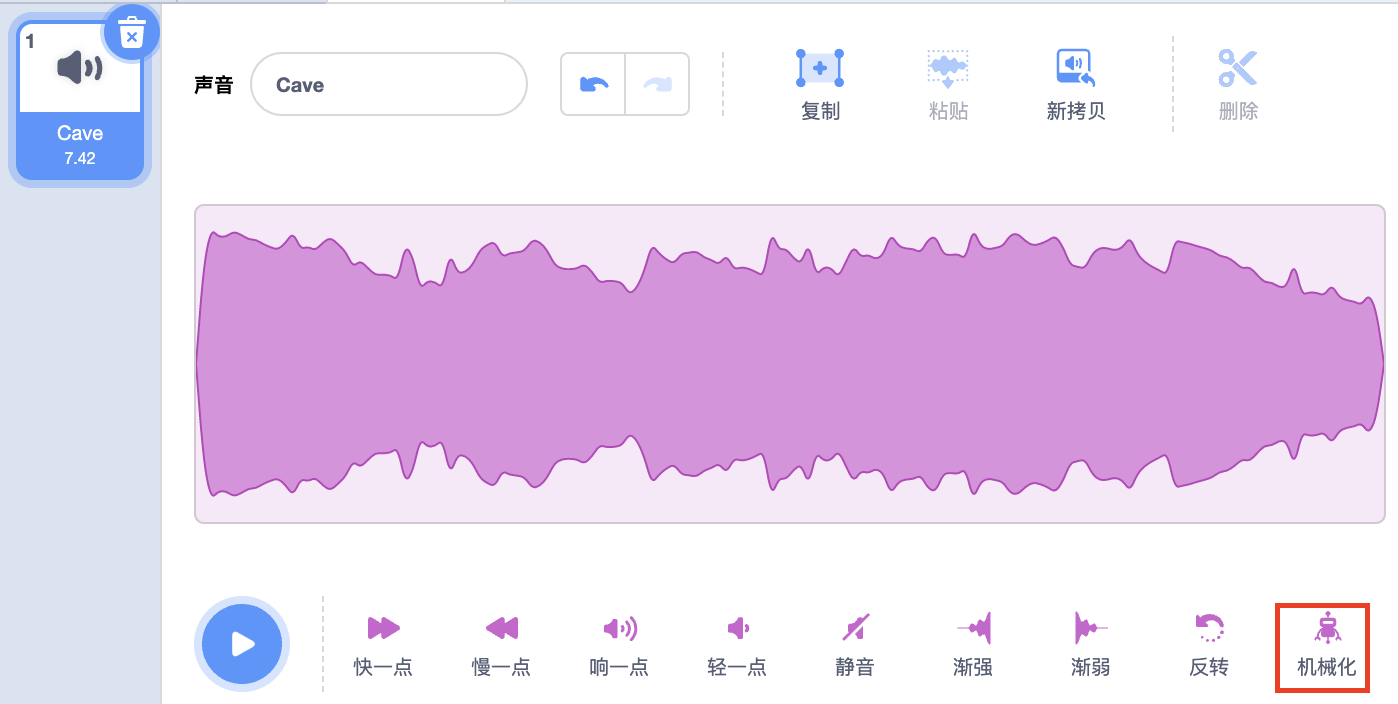 1
Cave
7.42
声音
Cave
复制
粘贴
新拷贝
删除
快一点
慢一点
响一点
轻一点
静音
渐强
渐弱
反转
机械化